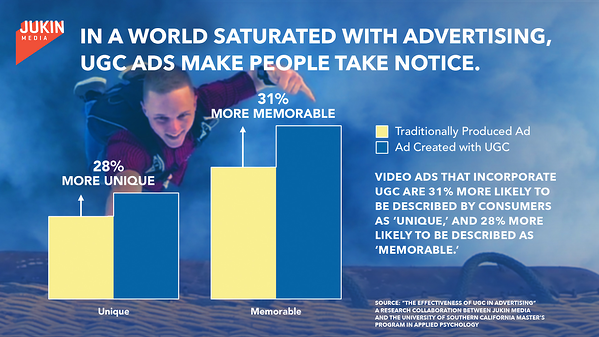 JUKIN
MEDIA
IN A WORLD SATURATED WITH ADVERTISING,
UGC ADS MAKE PEOPLE TAKE NOTICE.
31%
MORE MEMORABLE
28%
MORE UNIQUE
Traditionally Produced Ad
Ad Created with UGC
VIDEO ADS THAT INCORPORATE
UGC ARE 31% MORE LIKELY TO
BE DESCRIBED BY CONSUMERS
AS ‘UNIQUE,’ AND 28% MORE
LIKELY TO BE DESCRIBED AS
‘MEMORABLE.’
Unique
Memorable
SOURCE: "THE EFFECTIVENESS OF UGC IN ADVERTISING"
A RESEARCH COLLABORATION BETWEEN JUKIN MEDIA
AND THE UNIVERSITY OF SOUTHERN CALIFORNIA MASTER'S
PROGRAM IN APPLIED PSYCHOLOGY